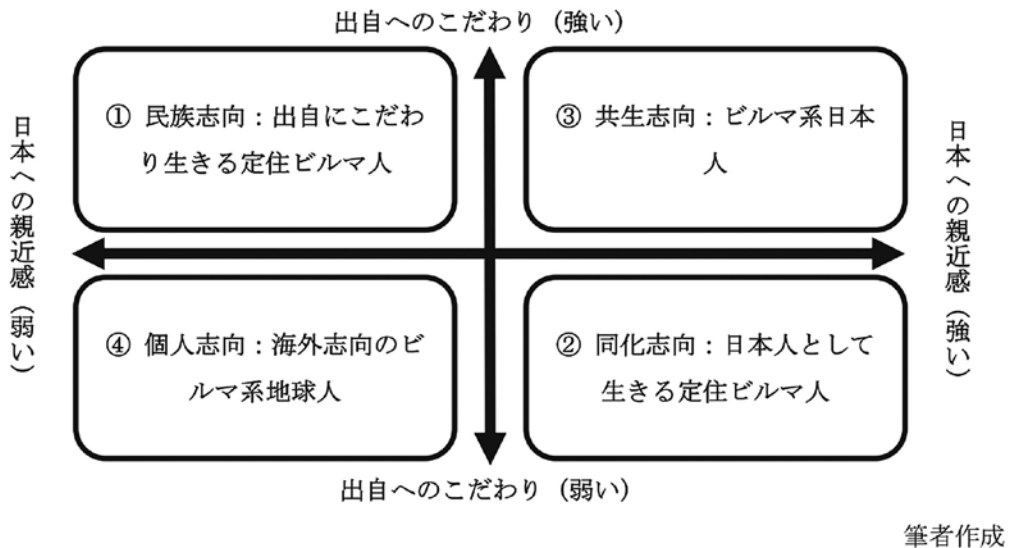 出自へのこだわり（強い）
① 民族志向：出自にこだわ
り生きる定住ビルマ人
③ 共生志向：ビルマ系日本
人
日本への親近感（弱い）
日本への親近感（強い）
④ 個人志向：海外志向のビ
ルマ系地球人
② 同化志向：日本人として
生きる定住ビルマ人
出自へのこだわり（弱い）
筆者作成